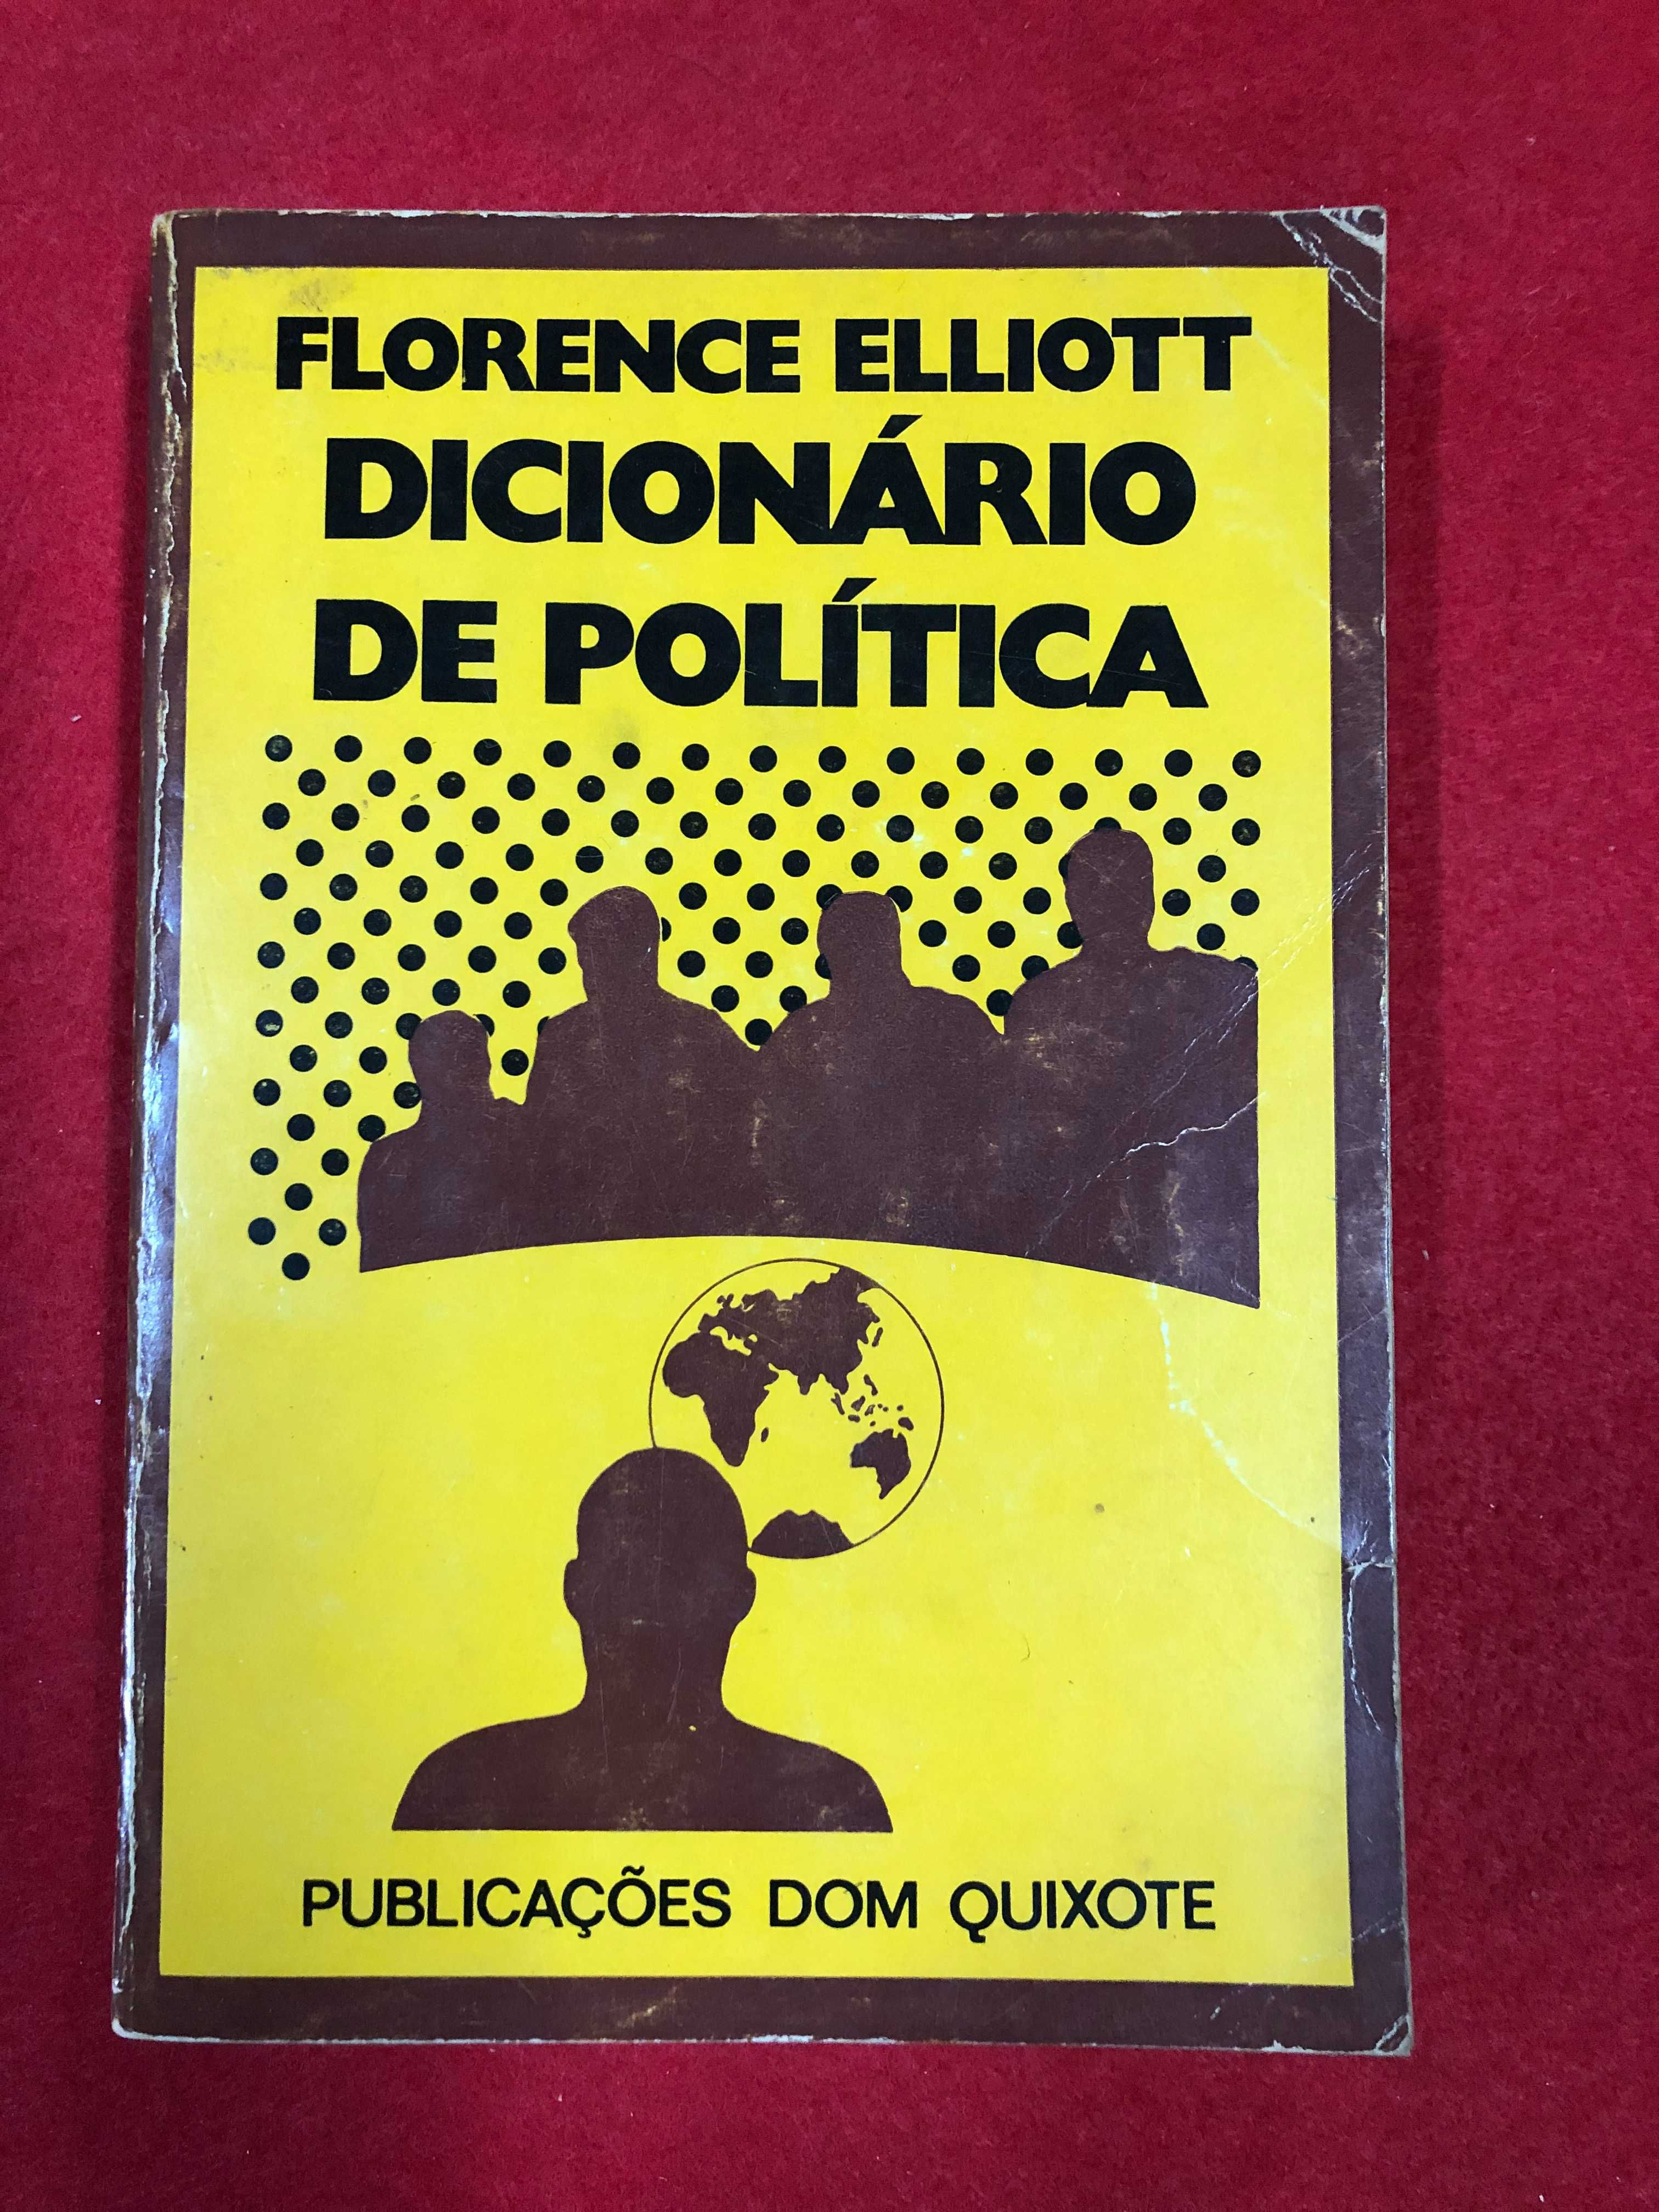 FLORENCE ELLIOTT
DICIONÁRIO
DE POLÍTICA
PUBLICAÇÕES DOM QUIXOTE